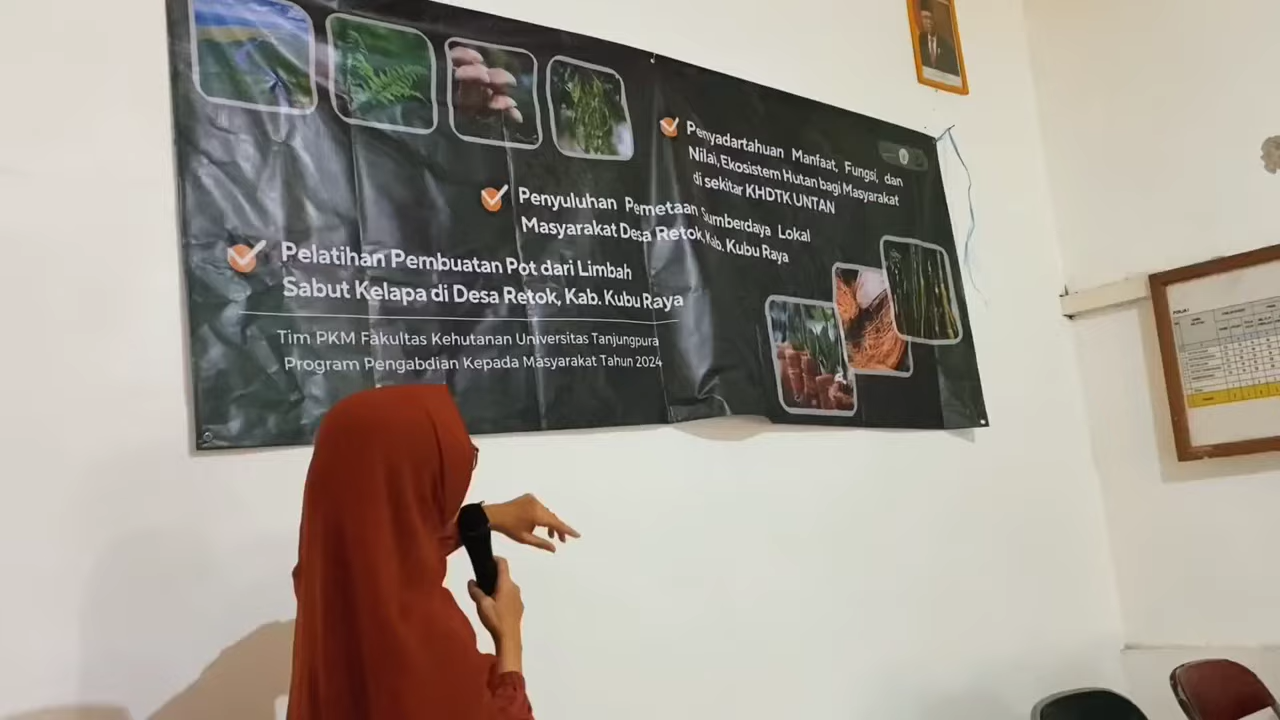 Penyadartahuan Manfaat, Fungsi, dan
Nilai, Ekosistem Hutan bagi Masyarakat
di sekitar KHDTK UNTAN
Penyuluhan Pemetaan Sumberdaya Lokal
Masyarakat Desa Retok, Kab. Kubu Raya
Pelatihan Pembuatan Pot dari Limbah
Sabut Kelapa di Desa Retok, Kab. Kubu Raya
Tim PKM Fakultas Kehutanan Universitas Tanjungpura
Program Pengabdian Kepada Masyarakat Tahun 2024